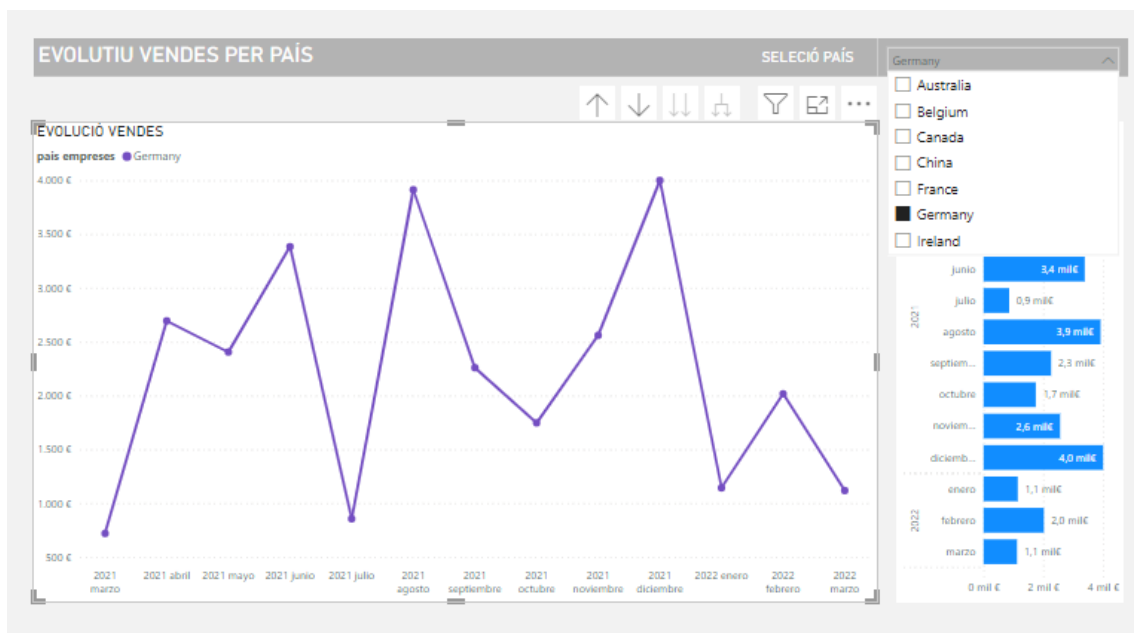 EVOLUTIU VENDES PER PAÍS
SELECIÓ PAÍS
Germany
Australia
Belgium
Canada
China
France
Germany
Ireland
EVOLUCIÓ VENDES
país empreses Germany
4.000 €
3.500 €
3.000 €
2.500 €
2.000 €
1.500 €
1.000 €
500 €
2021 marzo
2021 abril
2021 mayo
2021 junio
2021 julio
2021 agosto
2021 septiembre
2021 octubre
2021 noviembre
2021 diciembre
2022 enero
2022 febrero
2022 marzo
2021
junio 3,4 mil€
julio 0,9 mil€
agosto 3,9 mil€
septiem... 2,3 mil€
octubre 1,7 mil€
noviem... 2,6 mil€
diciemb... 4,0 mil€
2022
enero 1,1 mil€
febrero 2,0 mil€
marzo 1,1 mil€
0 mil € 2 mil € 4 mil €